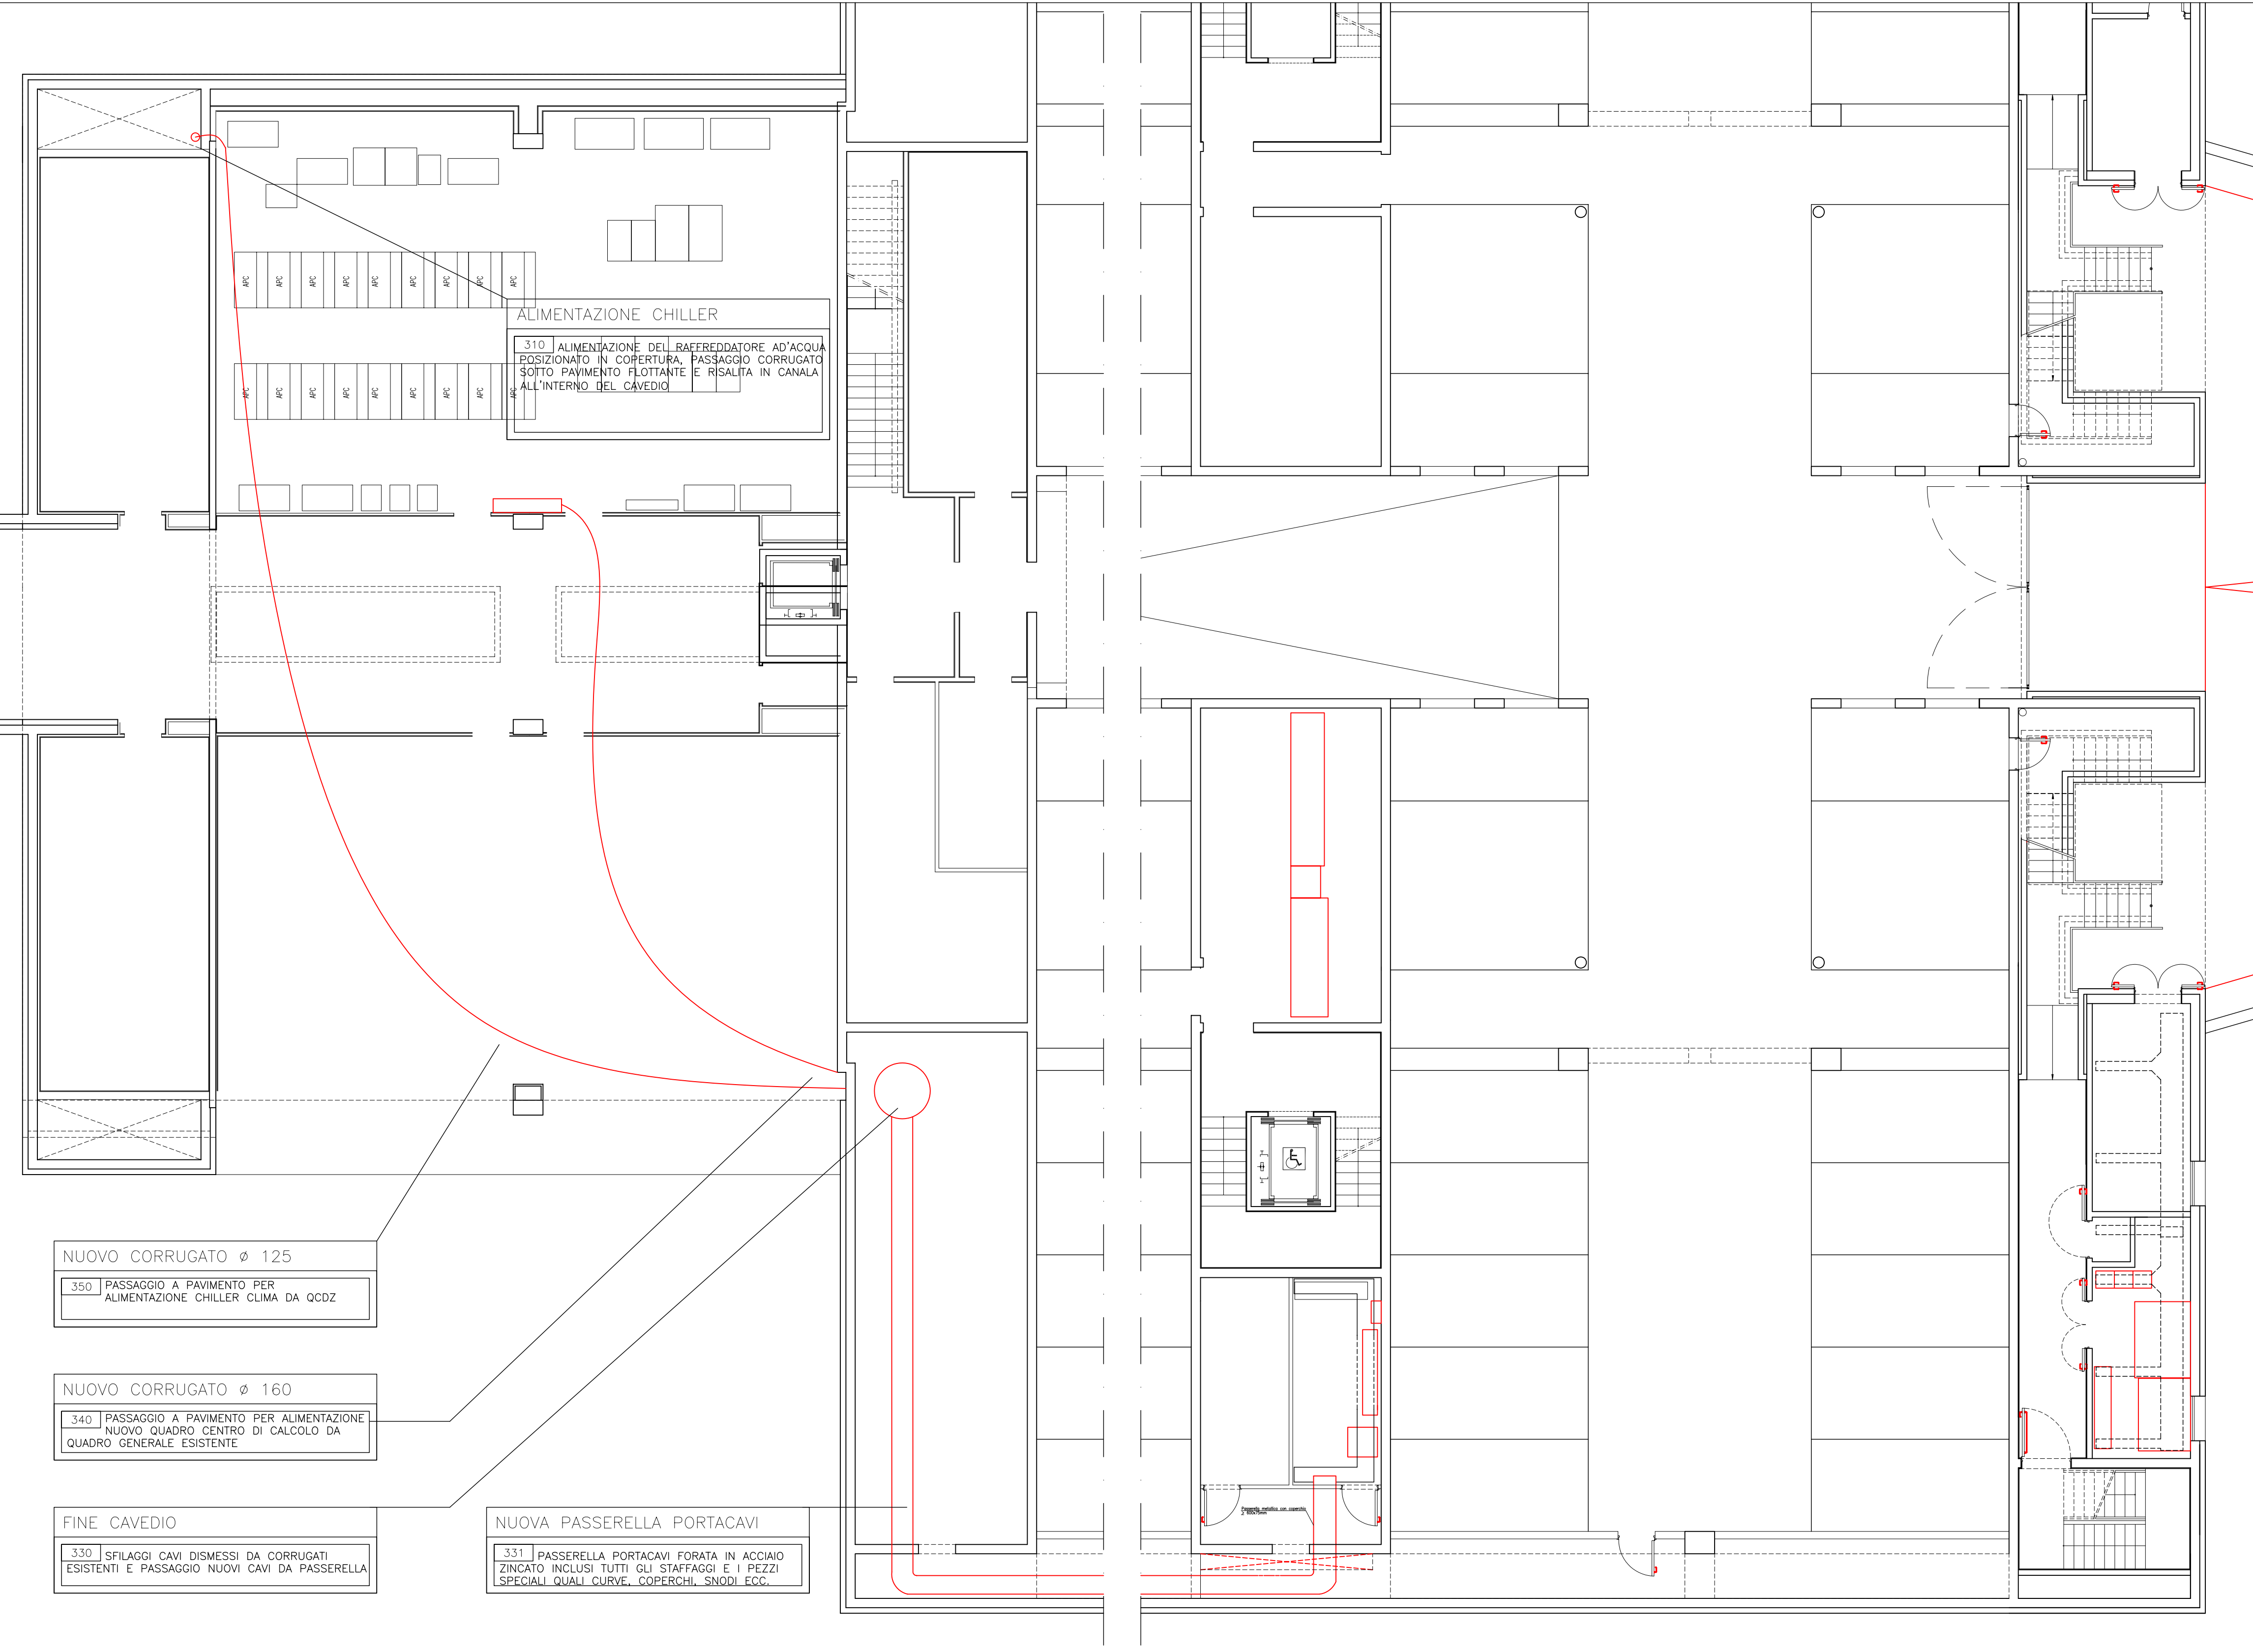 APC APC APC APC APC APC APC APC APC
ALIMENTAZIONE CHILLER
310 ALIMENTAZIONE DEL RAFFREDDATORE AD'ACQUA
POSIZIONATO IN COPERTURA, PASSAGGIO CORRUGATO
SOTTO PAVIMENTO FLOTTANTE E RISALITA IN CANALA
ALL'INTERNO DEL CAVEDIO
APC APC APC APC APC APC APC APC APC
NUOVO CORRUGATO Ø 125
350 PASSAGGIO A PAVIMENTO PER
ALIMENTAZIONE CHILLER CLIMA DA QCDZ
NUOVO CORRUGATO Ø 160
340 PASSAGGIO A PAVIMENTO PER ALIMENTAZIONE
NUOVO QUADRO CENTRO DI CALCOLO DA
QUADRO GENERALE ESISTENTE
FINE CAVEDIO
330 SFILAGGI CAVI DISMESSI DA CORRUGATI
ESISTENTI E PASSAGGIO NUOVI CAVI DA PASSERELLA
NUOVA PASSERELLA PORTACAVI
331 PASSERELLA PORTACAVI FORATA IN ACCIAIO
ZINCATO INCLUSI TUTTI GLI STAFFAGGI E I PEZZI
SPECIALI QUALI CURVE, COPERCHI, SNODI ECC.
Passerella metallica con coperchio
600x75mm